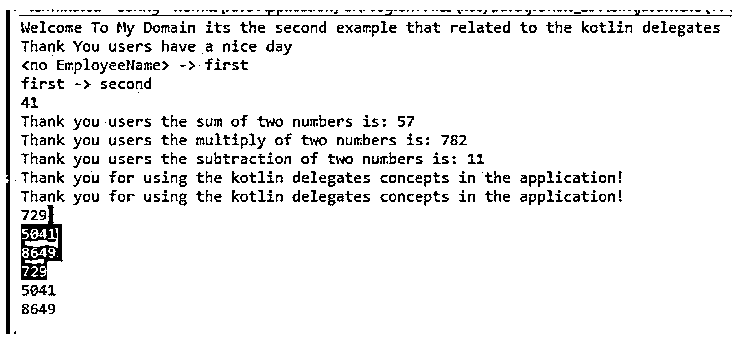 Welcome To My Domain its the second example that related to the kotlin delegates
Thank You users have a nice day
<no EmployeeName> -> first
first -> second
41
Thank you users the sum of two numbers is: 57
Thank you users the multiply of two numbers is: 782
Thank you users the subtraction of two numbers is: 11
Thank you for using the kotlin delegates concepts in the application!
Thank you for using the kotlin delegates concepts in the application!
729
5041
8649
729
5041
8649